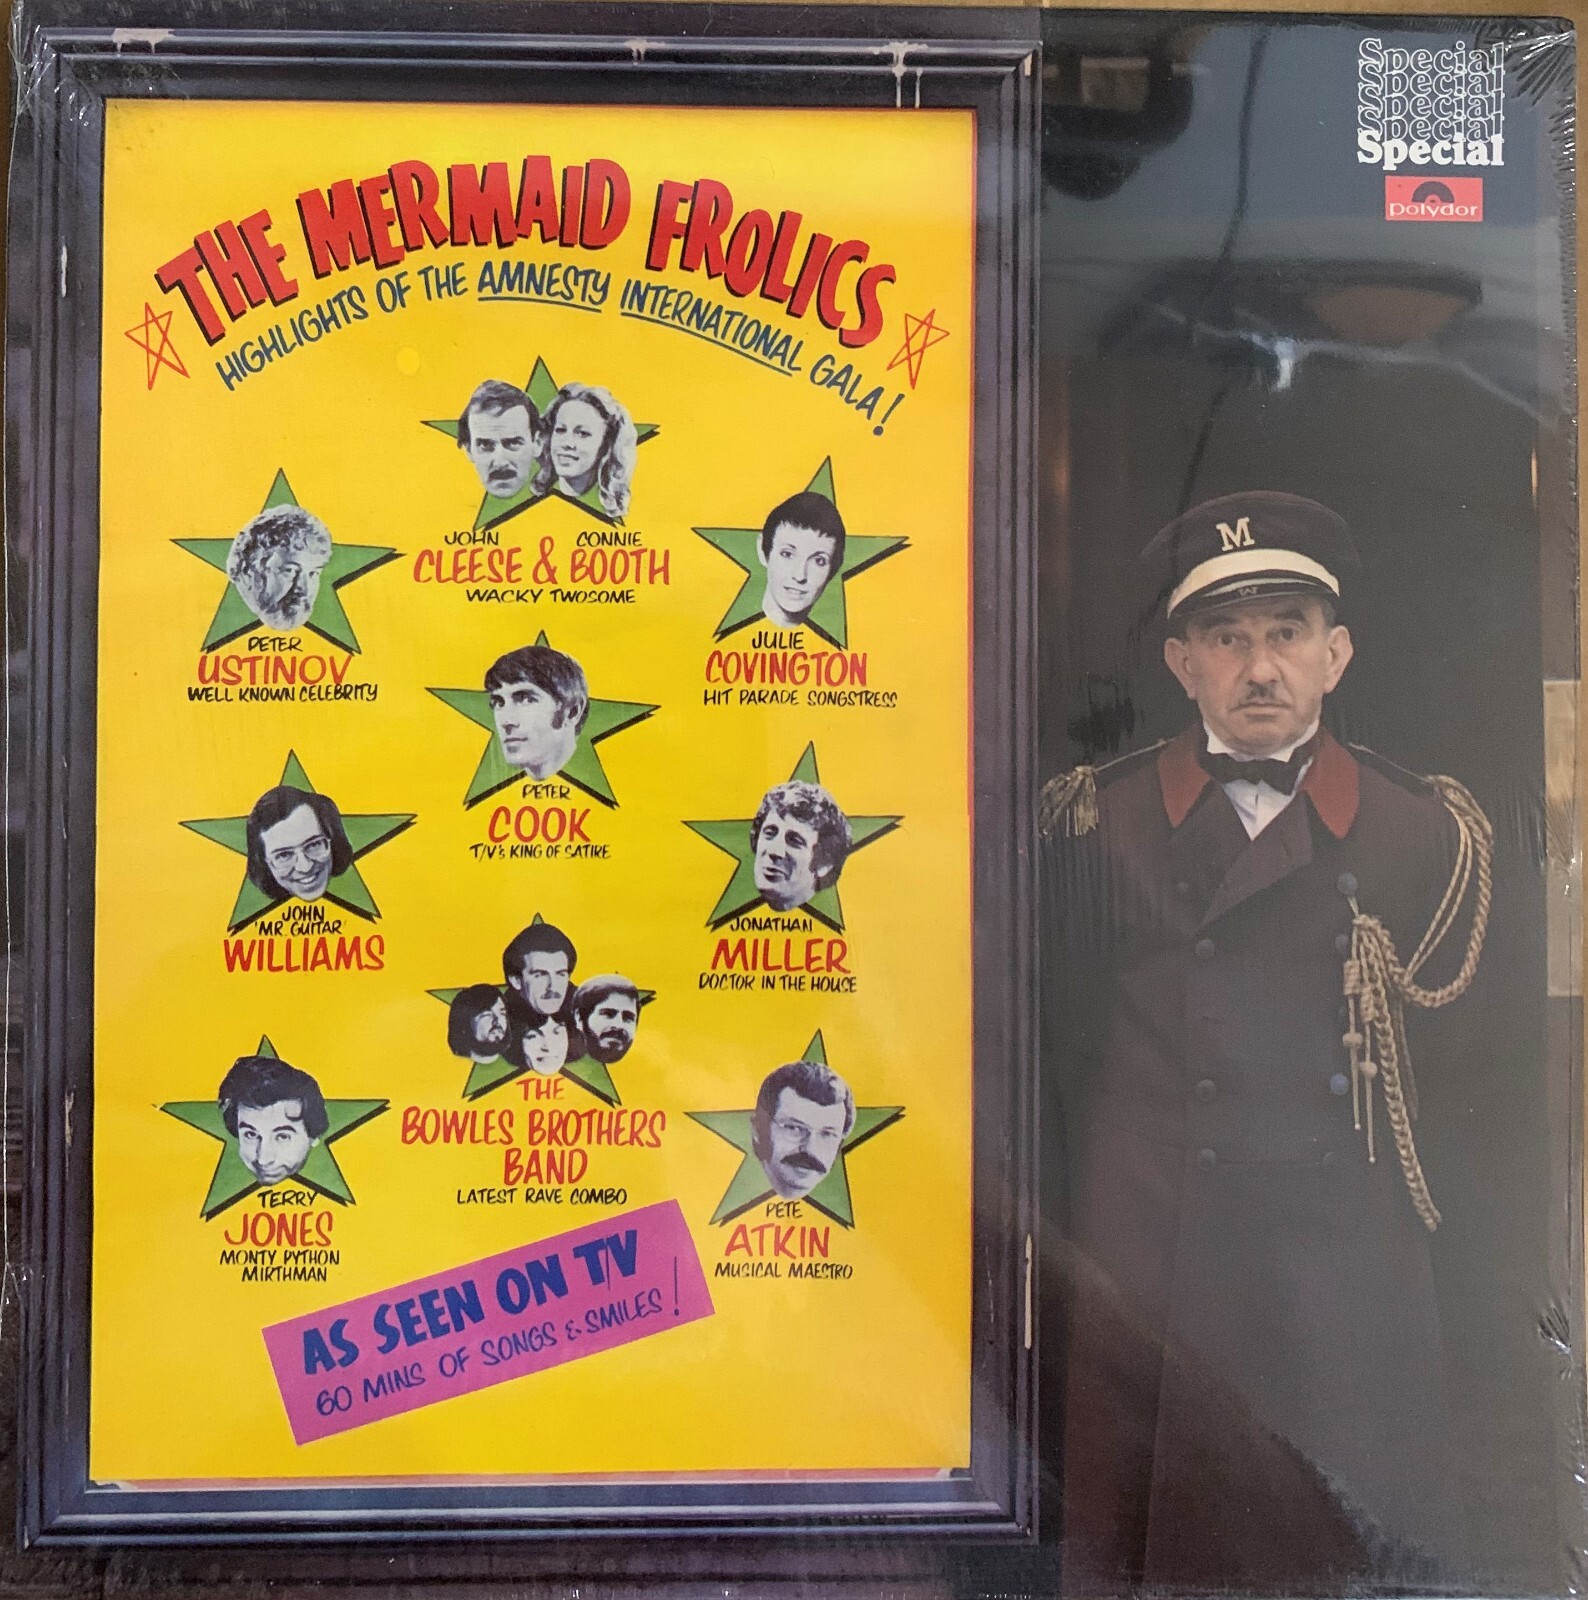 Special
Special
Special
Special
Special
polydor
THE MERMAID FROLICS
HIGHLIGHTS OF THE AMNESTY INTERNATIONAL GALA!
JOHN CONNIE
CLEESE & BOOTH
WACKY TWOSOME
PETER
USTINOV
WELL KNOWN CELEBRITY
JULIE
COVINGTON
HIT PARADE SONGSTRESS
PETER
COOK
T/V'S KING OF SATIRE
JOHN
'MR. GUITAR'
WILLIAMS
JONATHAN
MILLER
DOCTOR IN THE HOUSE
THE
BOWLES BROTHERS
BAND
LATEST RAVE COMBO
TERRY
JONES
MONTY PYTHON
MIRTHMAN
PETE
ATKIN
MUSICAL MAESTRO
AS SEEN ON T/V
60 MINS OF SONGS & SMILES!
M